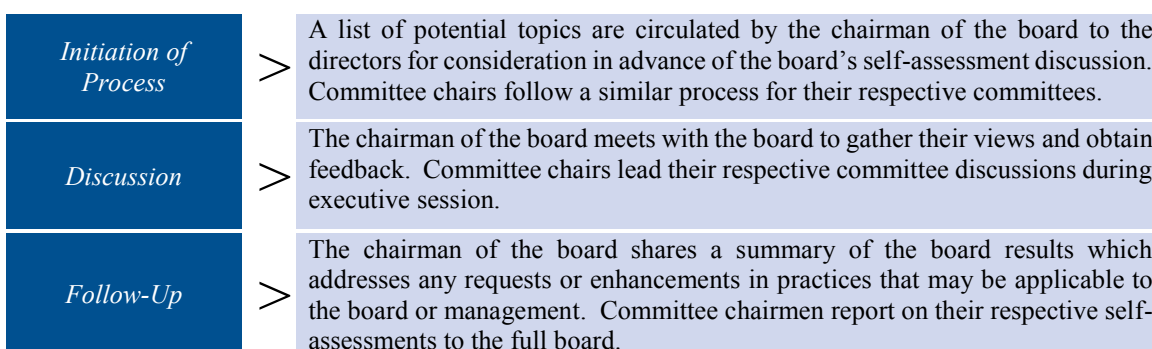 Initiation of
Process
>
A list of potential topics are circulated by the chairman of the board to the
directors for consideration in advance of the board's self-assessment discussion.
Committee chairs follow a similar process for their respective committees.
Discussion
>
The chairman of the board meets with the board to gather their views and obtain
feedback.  Committee chairs lead their respective committee discussions during
executive session.
Follow-Up
>
The chairman of the board shares a summary of the board results which
addresses any requests or enhancements in practices that may be applicable to
the board or management.  Committee chairmen report on their respective self-
assessments to the full board.